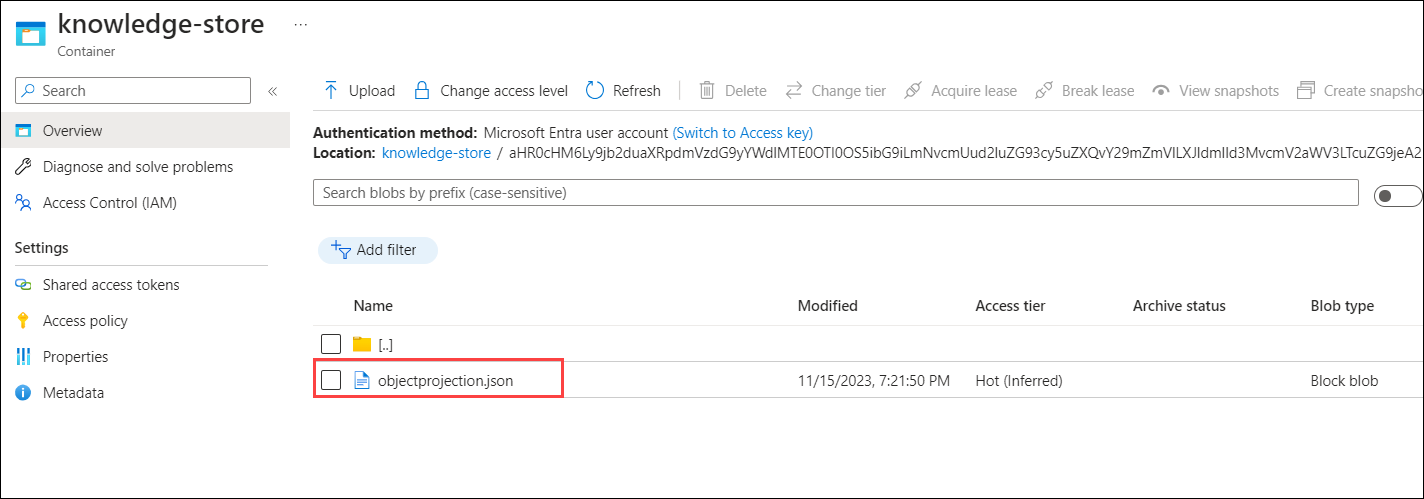 knowledge-store ...
Container
Search «
Upload Change access level Refresh Delete Change tier Acquire lease Break lease View snapshots Create snapsho
Overview
Diagnose and solve problems
Access Control (IAM)
Settings
Shared access tokens
Access policy
Properties
Metadata
Authentication method: Microsoft Entra user account (Switch to Access key)
Location: knowledge-store / aHR0cHM6Ly9jb2duaXRpdmVzdG9yYWdlMTE0OTI0OS5ibG9iLmNvcmUud2luZG93cy5uZXQvY29mZmVlLXJldmlld3MvcmV2aWV3LTcuZG9jeA2
Search blobs by prefix (case-sensitive)
Add filter
Name Modified Access tier Archive status Blob type
[..]
objectprojection.json 11/15/2023, 7:21:50 PM Hot (Inferred) Block blob